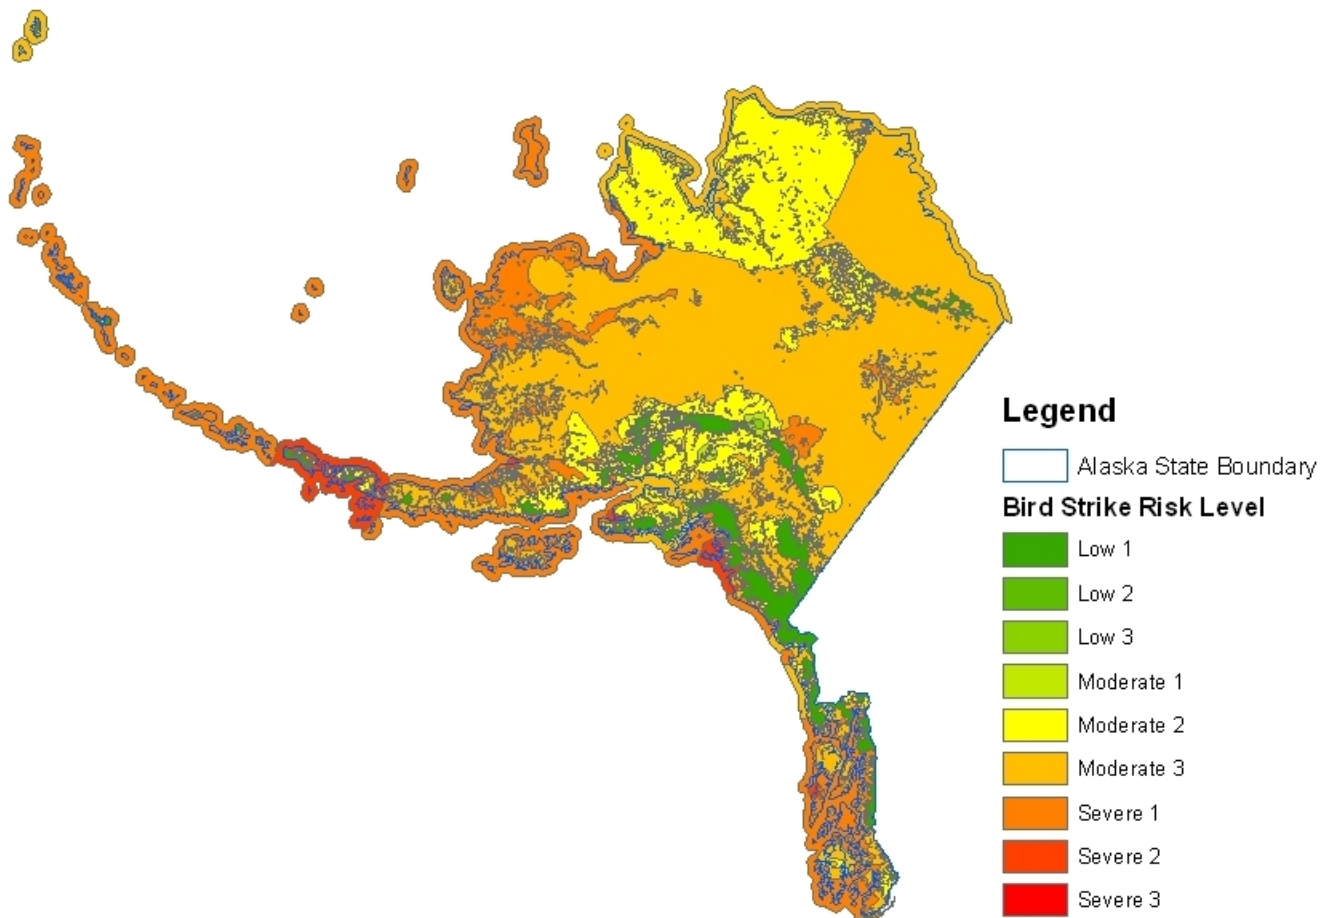 Legend
Alaska State Boundary
Bird Strike Risk Level
Low 1
Low 2
Low 3
Moderate 1
Moderate 2
Moderate 3
Severe 1
Severe 2
Severe 3